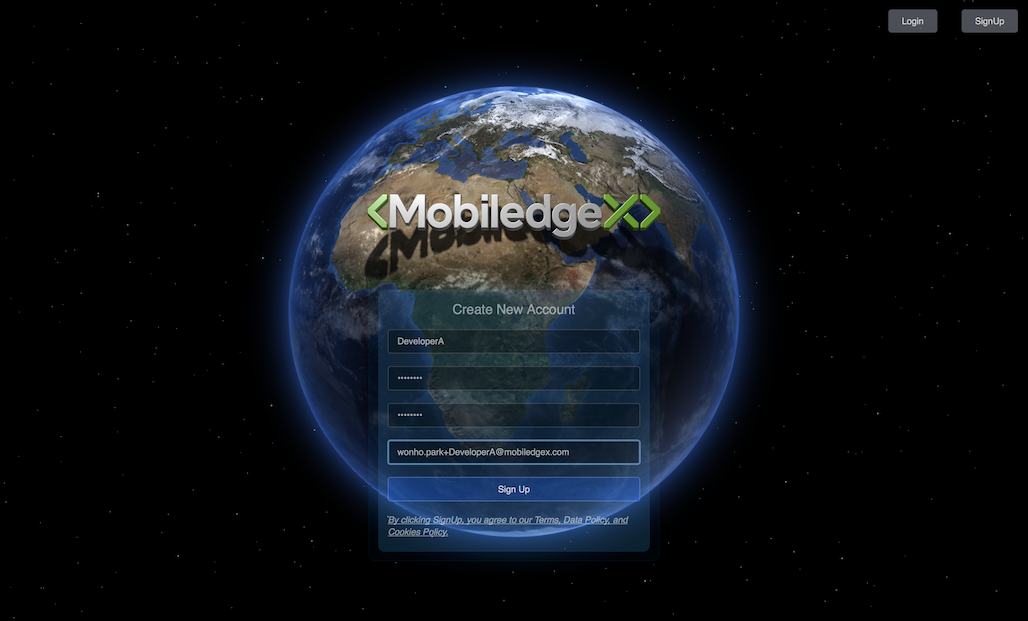 Login
SignUp
<MobiledgeX>
Create New Account
DeveloperA
••••••••
••••••••
wonho.park+DeveloperA@mobiledgex.com
Sign Up
*By clicking SignUp, you agree to our Terms, Data Policy, and
Cookies Policy.